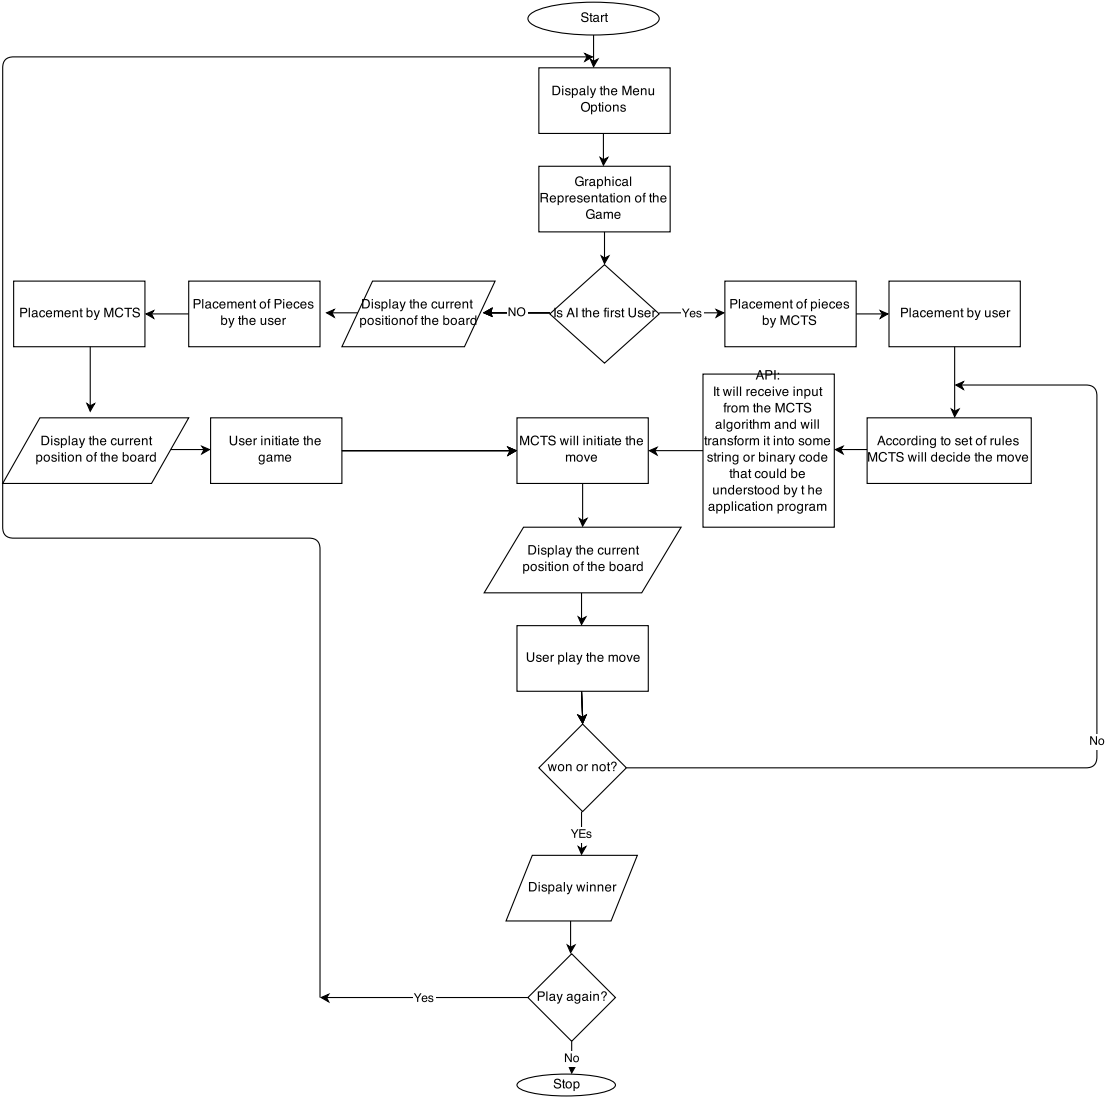 Start
Dispaly the Menu
Options
Graphical
Representation of the
Game
Is AI the first User
NO
Yes
Display the current
positionof the board
Placement of Pieces
by the user
Placement by MCTS
Placement of pieces
by MCTS
Placement by user
Display the current
position of the board
User initiate the
game
MCTS will initiate the
move
API:
It will receive input
from the MCTS
algorithm and will
transform it into some
string or binary code
that could be
understood by t he
application program
According to set of rules
MCTS will decide the move
Display the current
position of the board
User play the move
won or not?
No
YEs
Dispaly winner
Play again?
Yes
No
Stop